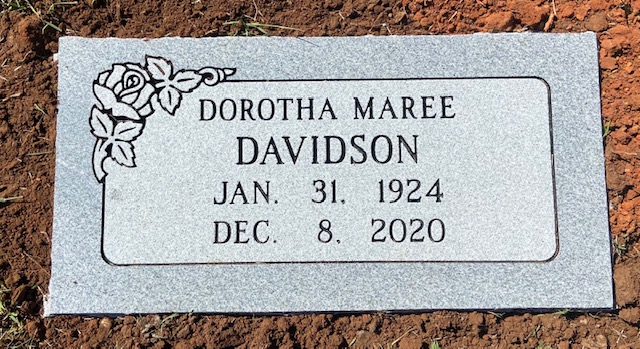 DOROTHA MAREE
DAVIDSON
JAN. 31, 1924
DEC. 8, 2020